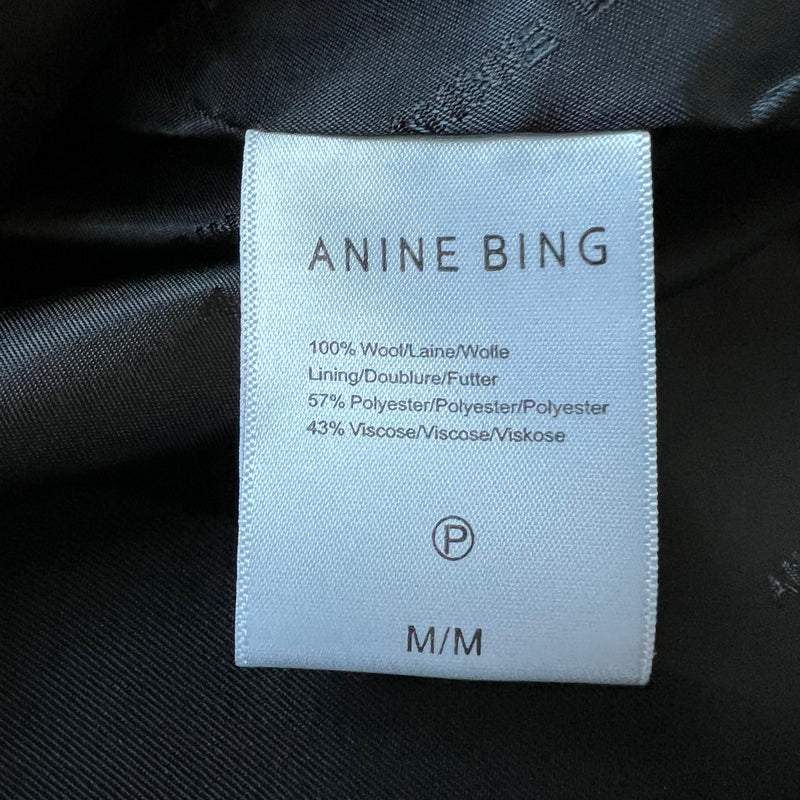 ANINE BING
100% Wool/Laine/Wolle
Lining/Doublure/Futter
57% Polyester/Polyester/Polyester
43% Viscose/Viscose/Viskose
P
M/M